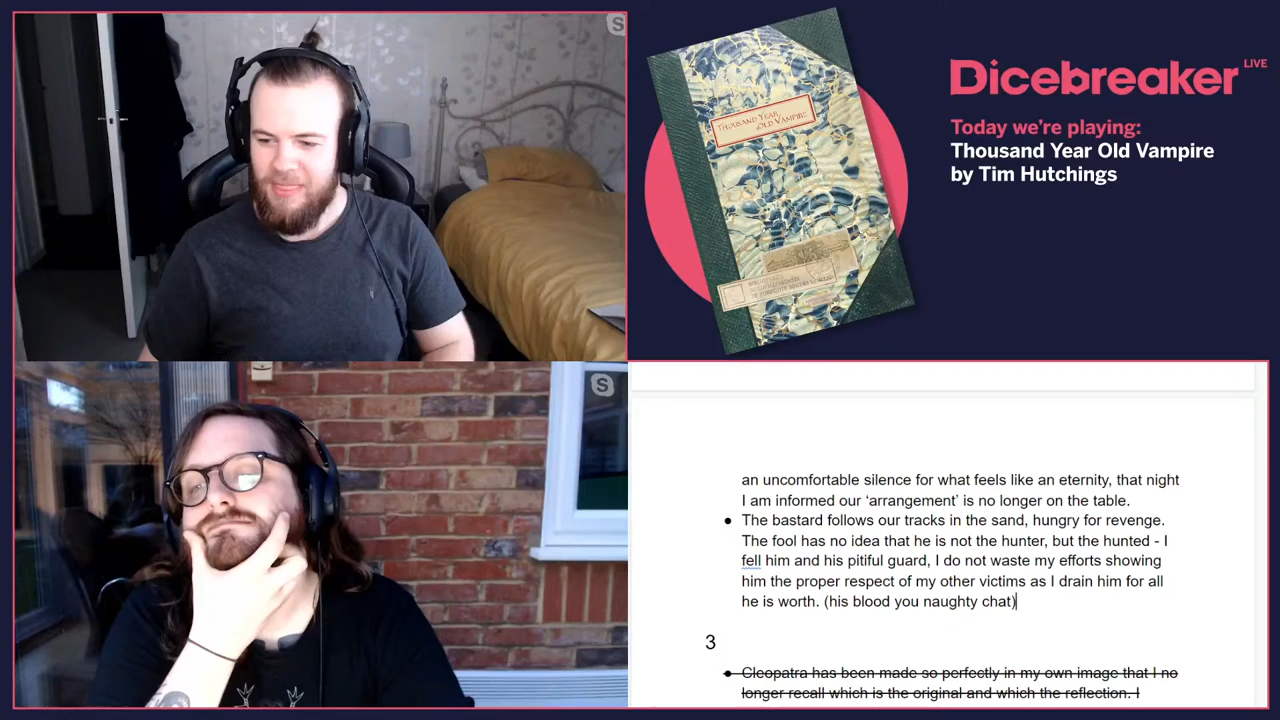 S
Dicebreaker LIVE
Today we're playing:
Thousand Year Old Vampire
by Tim Hutchings
THOUSAND YEAR
OLD VAMPIRE
S
an uncomfortable silence for what feels like an eternity, that night
I am informed our ‘arrangement’ is no longer on the table.
● The bastard follows our tracks in the sand, hungry for revenge.
The fool has no idea that he is not the hunter, but the hunted - I
fell him and his pitiful guard, I do not waste my efforts showing
him the proper respect of my other victims as I drain him for all
he is worth. (his blood you naughty chat)
3
● Cleopatra has been made so perfectly in my own image that I no
longer recall which is the original and which the reflection. I